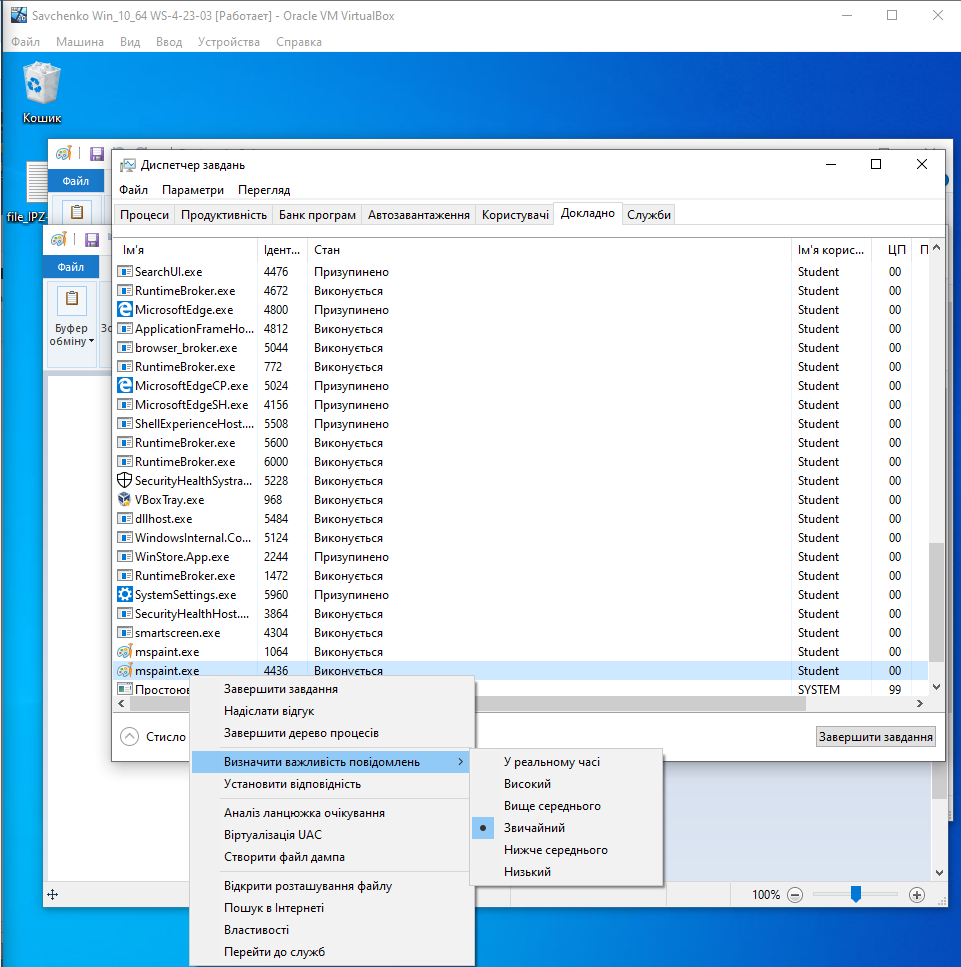 Savchenko Win_10_64 WS-4-23-03 [Работает] - Oracle VM VirtualBox
Файл Машина Вид Ввод Устройства Справка
Кошик
file_IPZ-
Файл
Файл
Буфер
обміну
Диспетчер завдань
Файл Параметри Перегляд
Процеси Продуктивність Банк програм Автозавантаження Користувачі Докладно Служби
Ім'я Ідент... Стан Ім'я корис... ЦП П
SearchUI.exe 4476 Призупинено Student 00
RuntimeBroker.exe 4672 Виконується Student 00
MicrosoftEdge.exe 4800 Призупинено Student 00
ApplicationFrameHo... 4812 Виконується Student 00
browser_broker.exe 5044 Виконується Student 00
RuntimeBroker.exe 772 Виконується Student 00
MicrosoftEdgeCP.exe 5024 Призупинено Student 00
MicrosoftEdgeSH.exe 4156 Призупинено Student 00
ShellExperienceHost.... 5508 Призупинено Student 00
RuntimeBroker.exe 5600 Виконується Student 00
RuntimeBroker.exe 6000 Виконується Student 00
SecurityHealthSystra... 5228 Виконується Student 00
VBoxTray.exe 968 Виконується Student 00
dllhost.exe 5484 Виконується Student 00
WindowsInternal.Co... 5124 Виконується Student 00
WinStore.App.exe 2244 Призупинено Student 00
RuntimeBroker.exe 1472 Виконується Student 00
SystemSettings.exe 5960 Призупинено Student 00
SecurityHealthHost.... 3864 Виконується Student 00
smartscreen.exe 4304 Виконується Student 00
mspaint.exe 1064 Виконується Student 00
mspaint.exe 4436 Виконується Student 00
SYSTEM 99
Стисло
Завершити завдання
Завершити завдання
Надіслати відгук
Завершити дерево процесів
Визначити важливість повідомлень
Установити відповідність
Аналіз ланцюжка очікування
Віртуалізація UAC
Створити файл дампа
Відкрити розташування файлу
Пошук в Інтернеті
Властивості
Перейти до служб
У реальному часі
Високий
Вище середнього
Звичайний
Нижче середнього
Низький
100%